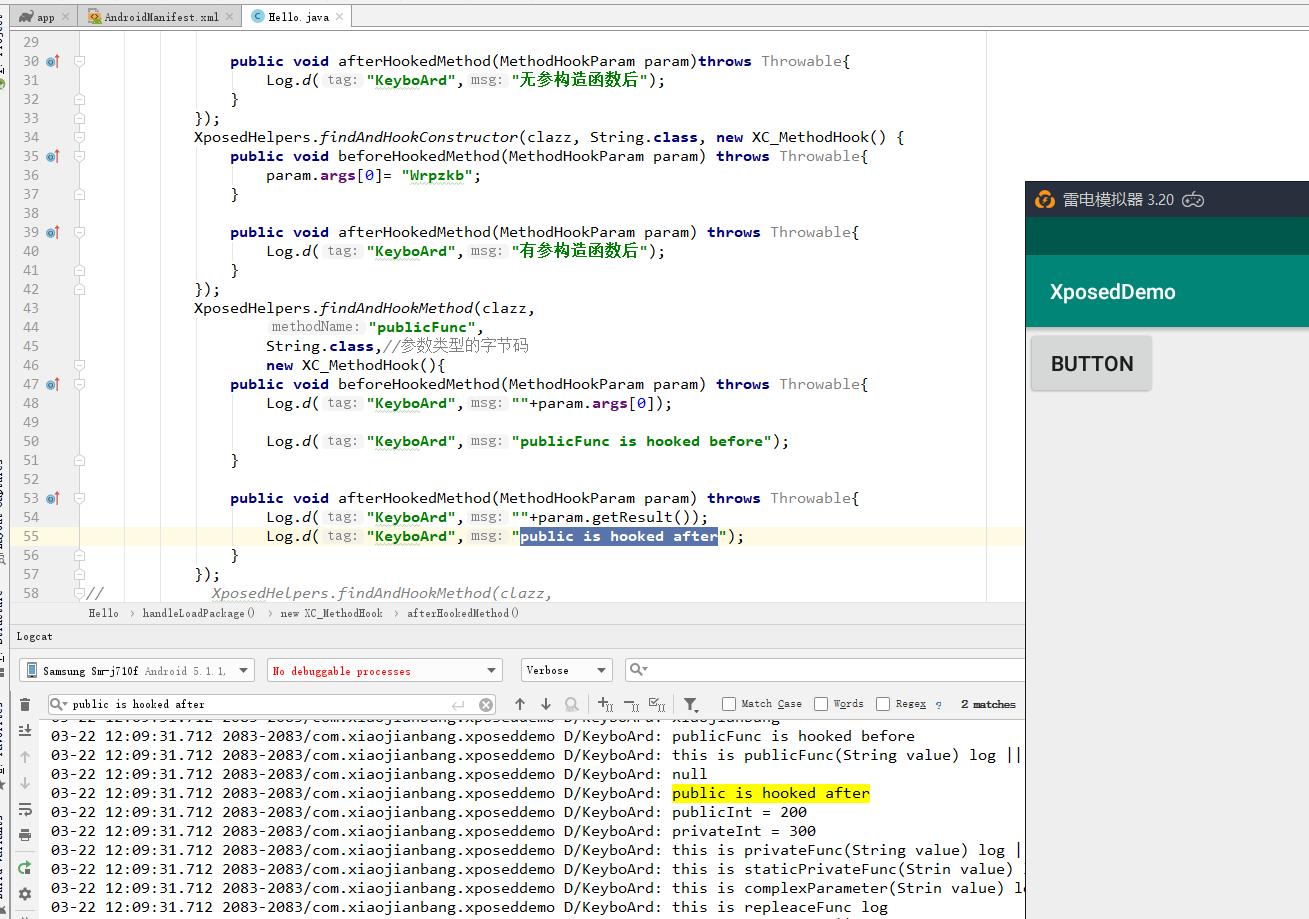 app
AndroidManifest.xml
Hello.java
29
30 public void afterHookedMethod(MethodHookParam param)throws Throwable{
31 Log.d( tag: "KeyboArd", msg: "无参构造函数后");
32 }
33 });
34 XposedHelpers.findAndHookConstructor(clazz, String.class, new XC_MethodHook() {
35 public void beforeHookedMethod(MethodHookParam param) throws Throwable{
36 param.args[0]= "Wrpzkb";
37 }
38
39 public void afterHookedMethod(MethodHookParam param) throws Throwable{
40 Log.d( tag: "KeyboArd", msg: "有参构造函数后");
41 }
42 });
43 XposedHelpers.findAndHookMethod(clazz,
44 methodName: "publicFunc",
45 String.class,//参数类型的字节码
46 new XC_MethodHook(){
47 public void beforeHookedMethod(MethodHookParam param) throws Throwable{
48 Log.d( tag: "KeyboArd", msg: ""+param.args[0]);
49
50 Log.d( tag: "KeyboArd", msg: "publicFunc is hooked before");
51 }
52
53 public void afterHookedMethod(MethodHookParam param) throws Throwable{
54 Log.d( tag: "KeyboArd", msg: ""+param.getResult());
55 Log.d( tag: "KeyboArd", msg: "public is hooked after");
56 }
57 });
58 // XposedHelpers.findAndHookMethod(clazz,
Hello › handleLoadPackage() › new XC_MethodHook › afterHookedMethod()
雷电模拟器 3.20
XposedDemo
BUTTON
Logcat
Samsung Sm-j710f Android 5.1.1,
No debuggable processes
Verbose
public is hooked after
Match Case
Words
Regex ?
2 matches
03-22 12:09:31.712 2083-2083/com.xiaojianbang.xposeddemo D/KeyboArd: xiaojianbang
03-22 12:09:31.712 2083-2083/com.xiaojianbang.xposeddemo D/KeyboArd: publicFunc is hooked before
03-22 12:09:31.712 2083-2083/com.xiaojianbang.xposeddemo D/KeyboArd: this is publicFunc(String value) log ||
03-22 12:09:31.712 2083-2083/com.xiaojianbang.xposeddemo D/KeyboArd: null
03-22 12:09:31.712 2083-2083/com.xiaojianbang.xposeddemo D/KeyboArd: public is hooked after
03-22 12:09:31.712 2083-2083/com.xiaojianbang.xposeddemo D/KeyboArd: publicInt = 200
03-22 12:09:31.712 2083-2083/com.xiaojianbang.xposeddemo D/KeyboArd: privateInt = 300
03-22 12:09:31.712 2083-2083/com.xiaojianbang.xposeddemo D/KeyboArd: this is privateFunc(String value) log |
03-22 12:09:31.712 2083-2083/com.xiaojianbang.xposeddemo D/KeyboArd: this is staticPrivateFunc(Strin value)
03-22 12:09:31.712 2083-2083/com.xiaojianbang.xposeddemo D/KeyboArd: this is complexParameter(Strin value) lo
03-22 12:09:31.712 2083-2083/com.xiaojianbang.xposeddemo D/KeyboArd: this is repleaceFunc log